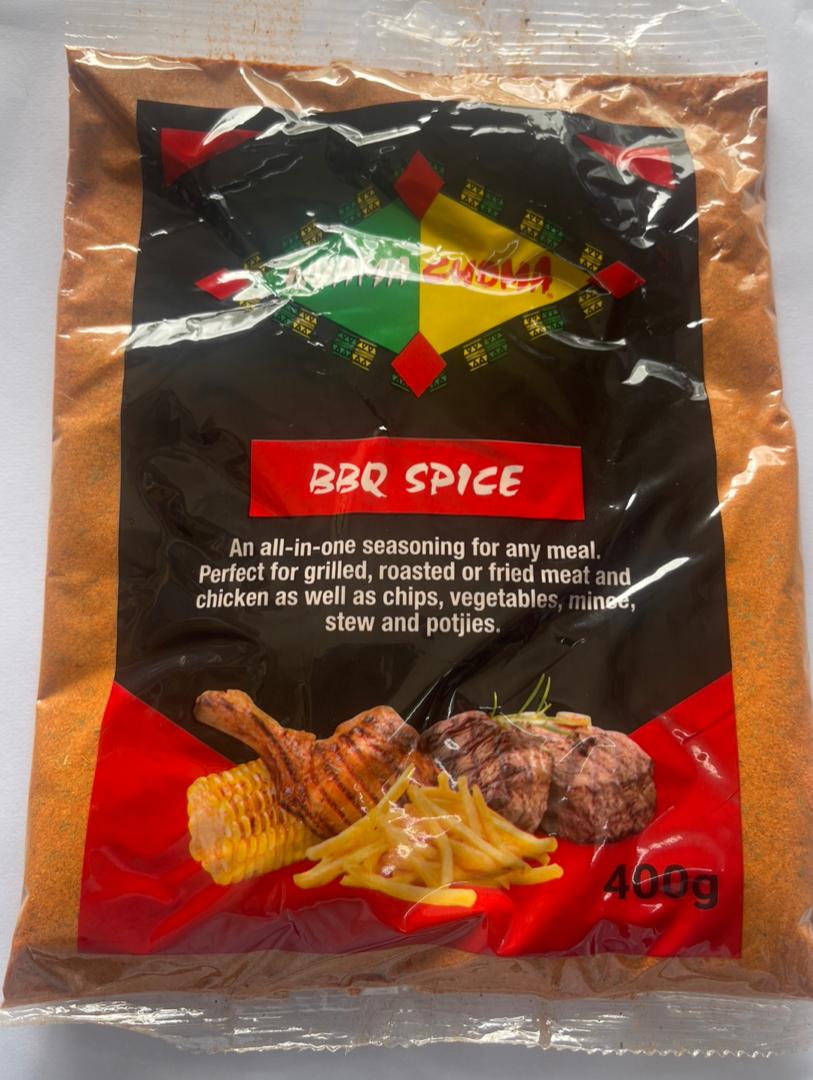 ZUDMA
BBQ SPICE
An all-in-one seasoning for any meal.
Perfect for grilled, roasted or fried meat and
chicken as well as chips, vegetables, mince,
stew and potjies.
400g